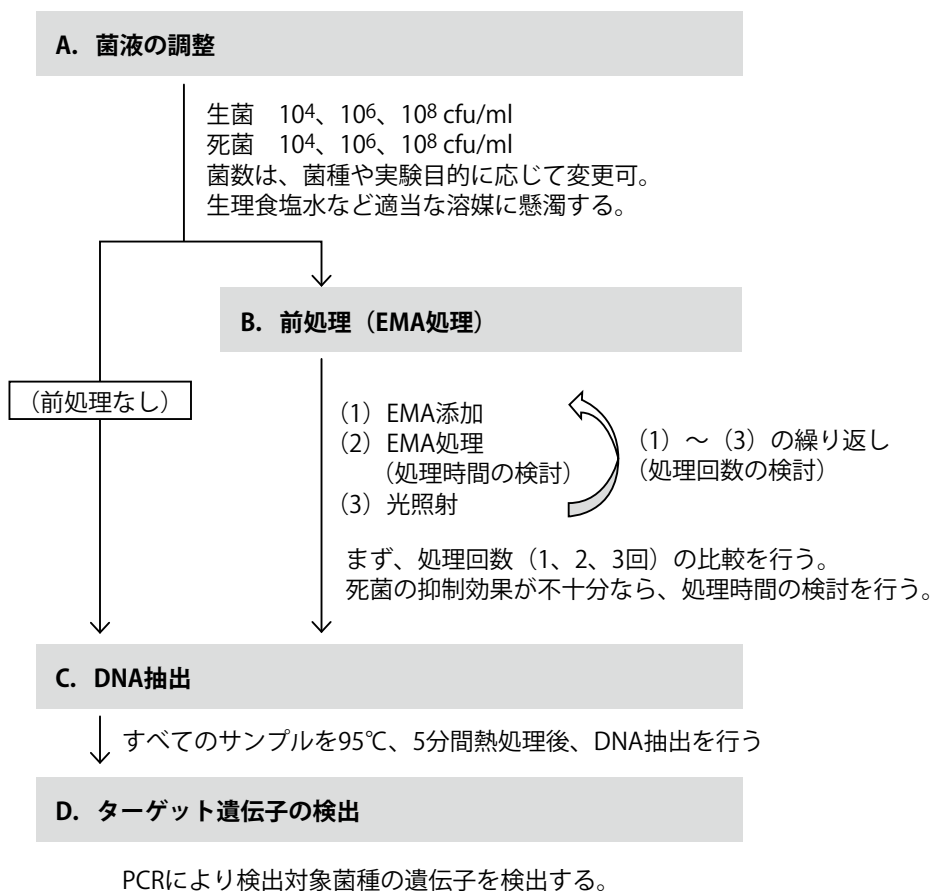 A. 菌液の調整
生菌 10⁴、10⁶、10⁸ cfu/ml
死菌 10⁴、10⁶、10⁸ cfu/ml
菌数は、菌種や実験目的に応じて変更可。
生理食塩水など適当な溶媒に懸濁する。
B. 前処理（EMA処理）
（前処理なし）
（1）EMA添加
（2）EMA処理
（処理時間の検討）
（3）光照射
（1）～（3）の繰り返し
（処理回数の検討）
まず、処理回数（1、2、3回）の比較を行う。
死菌の抑制効果が不十分なら、処理時間の検討を行う。
C. DNA抽出
すべてのサンプルを95℃、5分間熱処理後、DNA抽出を行う
D. ターゲット遺伝子の検出
PCRにより検出対象菌種の遺伝子を検出する。